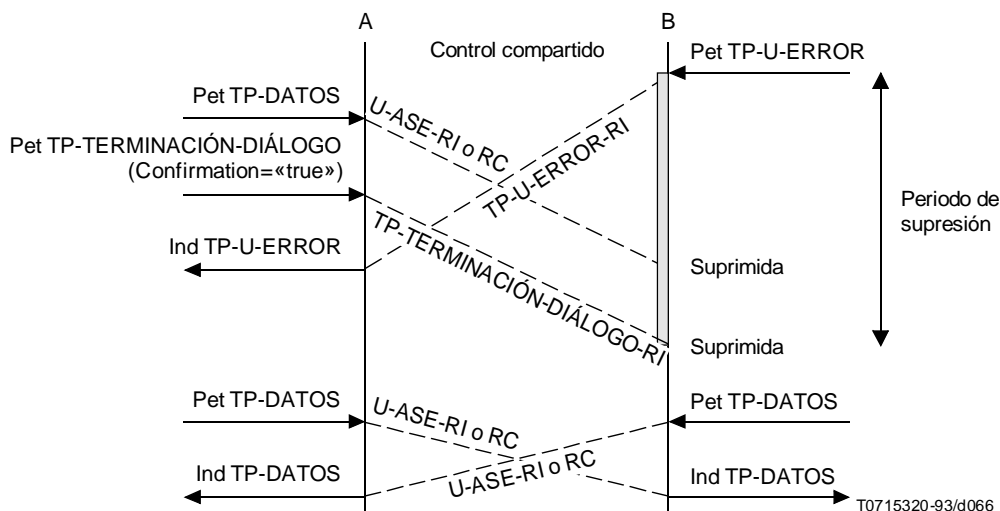 A
B
Control compartido
Pet TP-U-ERROR
Pet TP-DATOS
U-ASE-RI o RC
TP-U-ERROR-RI
Pet TP-TERMINACIÓN-DIÁLOGO
(Confirmation=«true»)
Periodo de
supresión
Ind TP-U-ERROR
TP-TERMINACIÓN-DIÁLOGO-RI
Suprimida
Suprimida
Pet TP-DATOS
U-ASE-RI o RC
Pet TP-DATOS
Ind TP-DATOS
U-ASE-RI o RC
Ind TP-DATOS
T0715320-93/d066